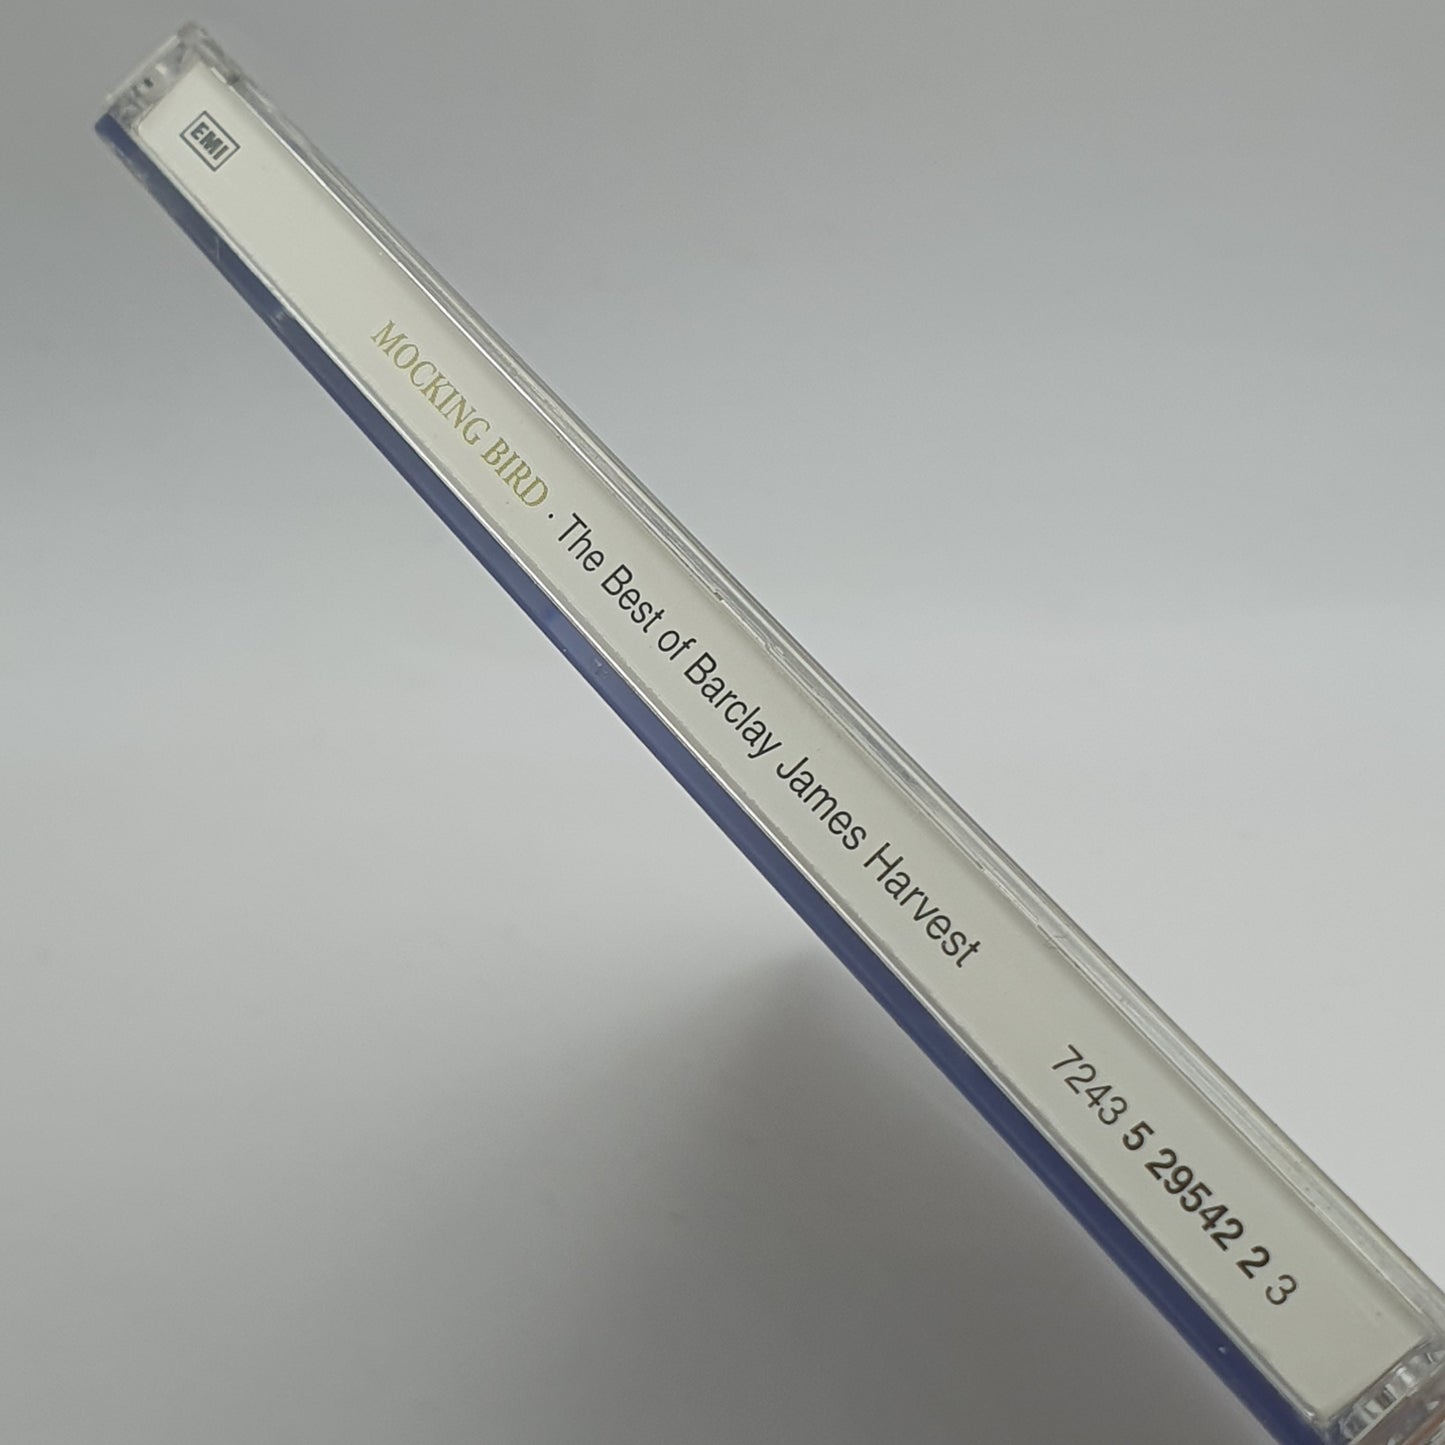 EMI
MOCKING BIRD · The Best of Barclay James Harvest
7243 5 29542 2 3